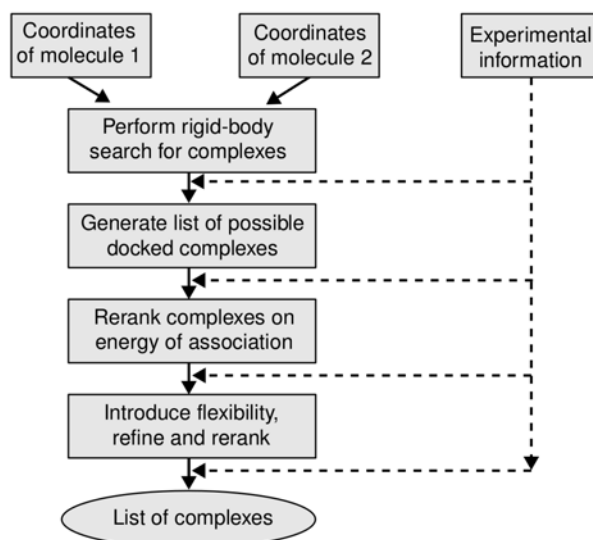 Coordinates
of molecule 1
Coordinates
of molecule 2
Experimental
information
Perform rigid-body
search for complexes
Generate list of possible
docked complexes
Rerank complexes on
energy of association
Introduce flexibility,
refine and rerank
List of complexes